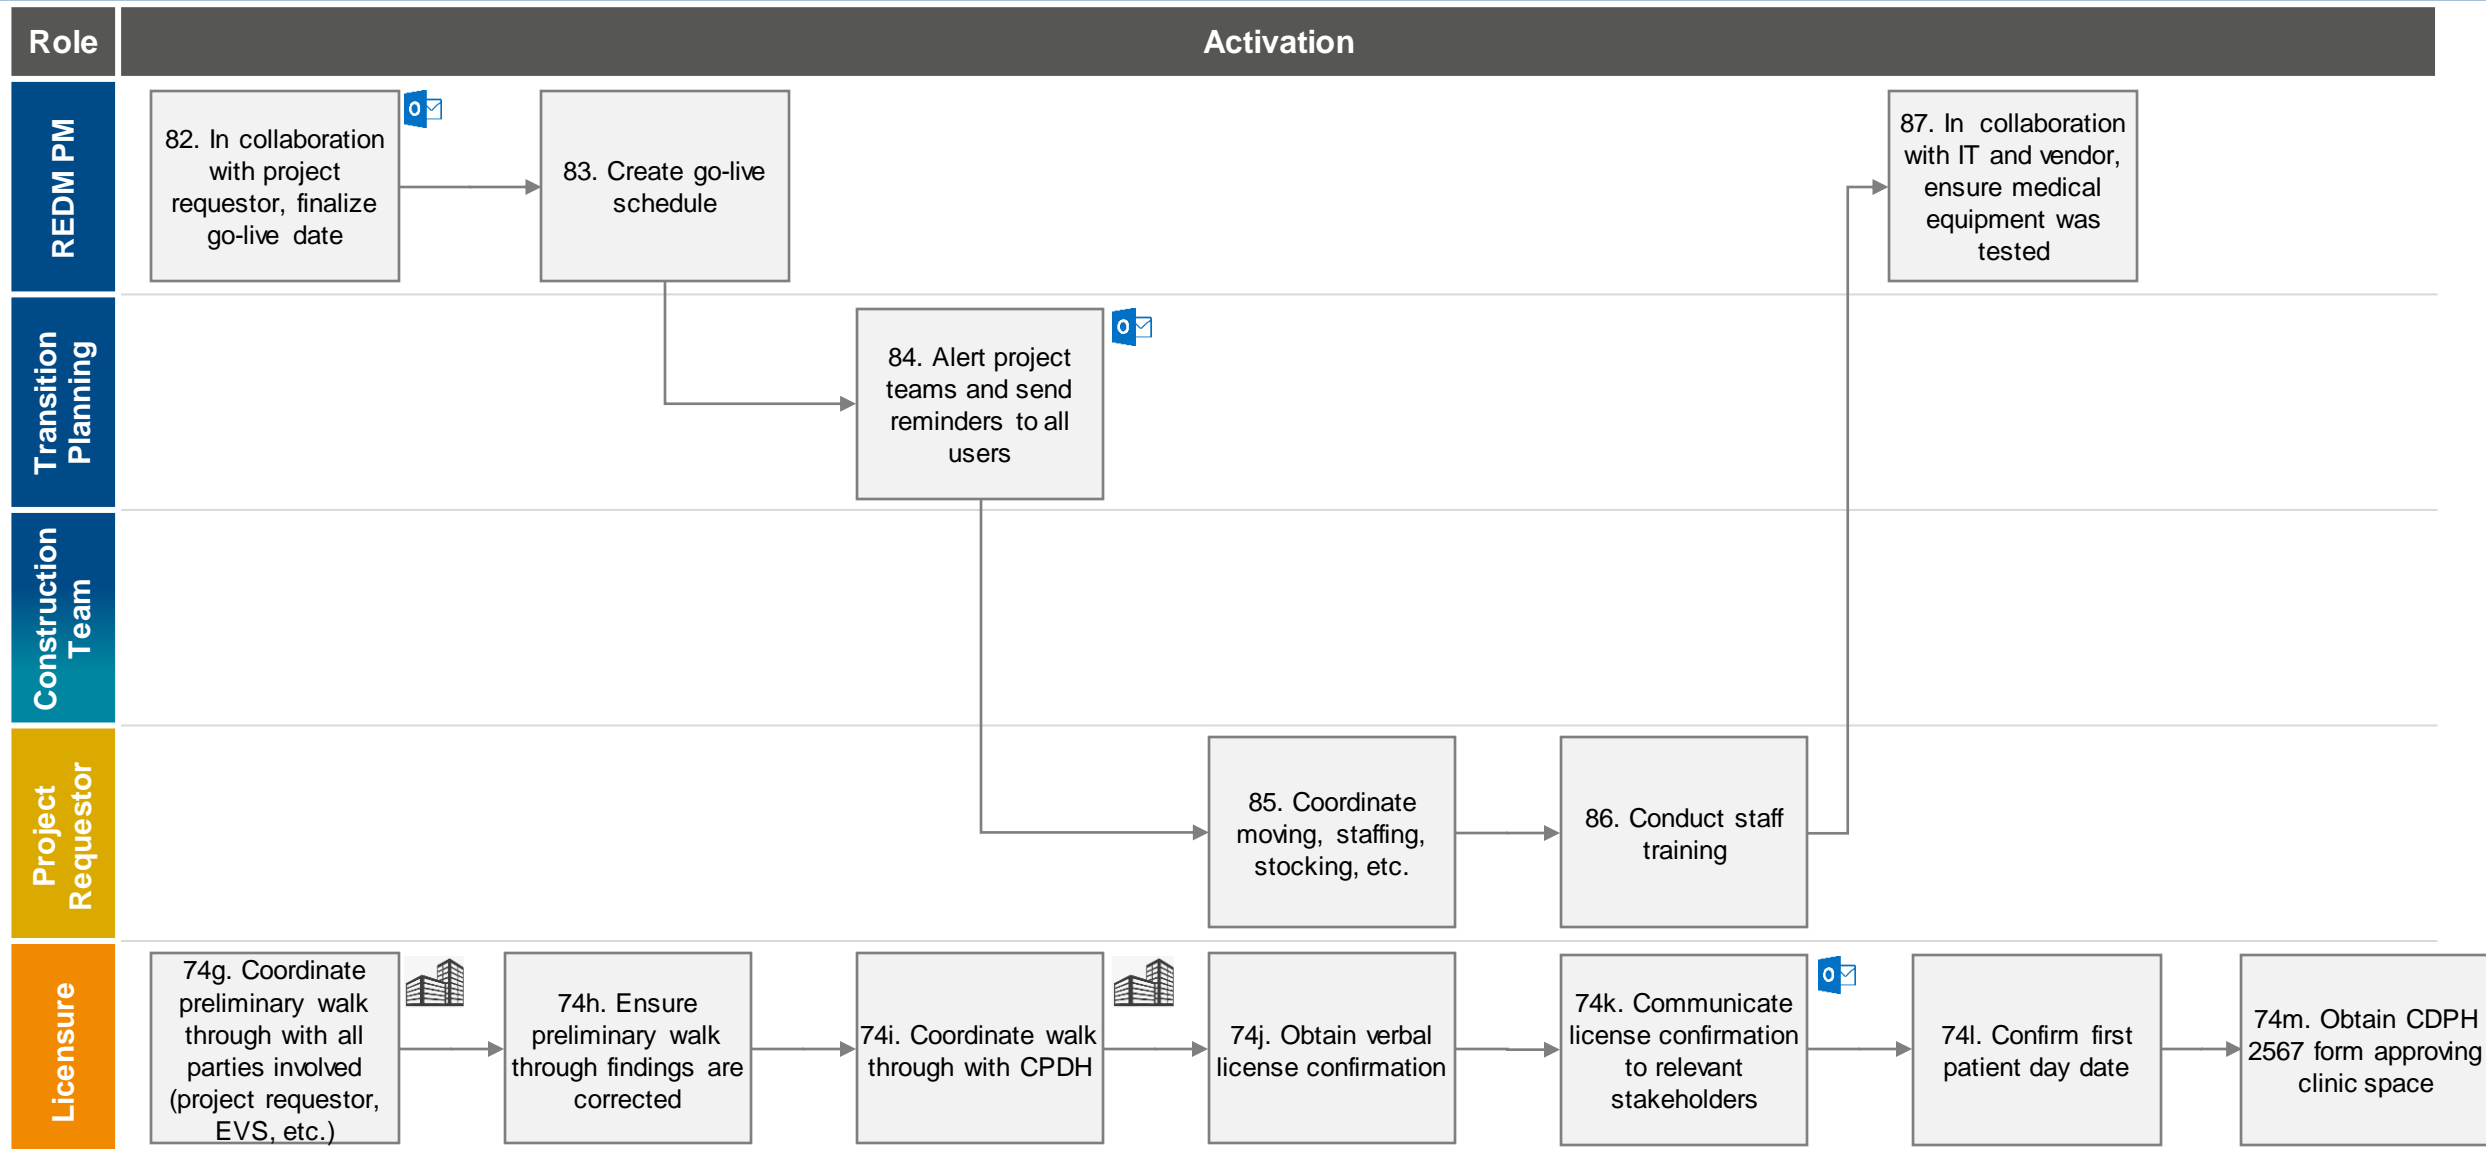 Role
Activation
REDM PM
82. In collaboration
with project
requestor, finalize
go-live date
83. Create go-live
schedule
87. In collaboration
with IT and vendor,
ensure medical
equipment was
tested
Transition
Planning
84. Alert project
teams and send
reminders to all
users
Construction
Team
Project
Requestor
85. Coordinate
moving, staffing,
stocking, etc.
86. Conduct staff
training
Licensure
74g. Coordinate
preliminary walk
through with all
parties involved
(project requestor,
EVS, etc.)
74h. Ensure
preliminary walk
through findings are
corrected
74i. Coordinate walk
through with CPDH
74j. Obtain verbal
license confirmation
74k. Communicate
license confirmation
to relevant
stakeholders
74l. Confirm first
patient day date
74m. Obtain CDPH
2567 form approving
clinic space